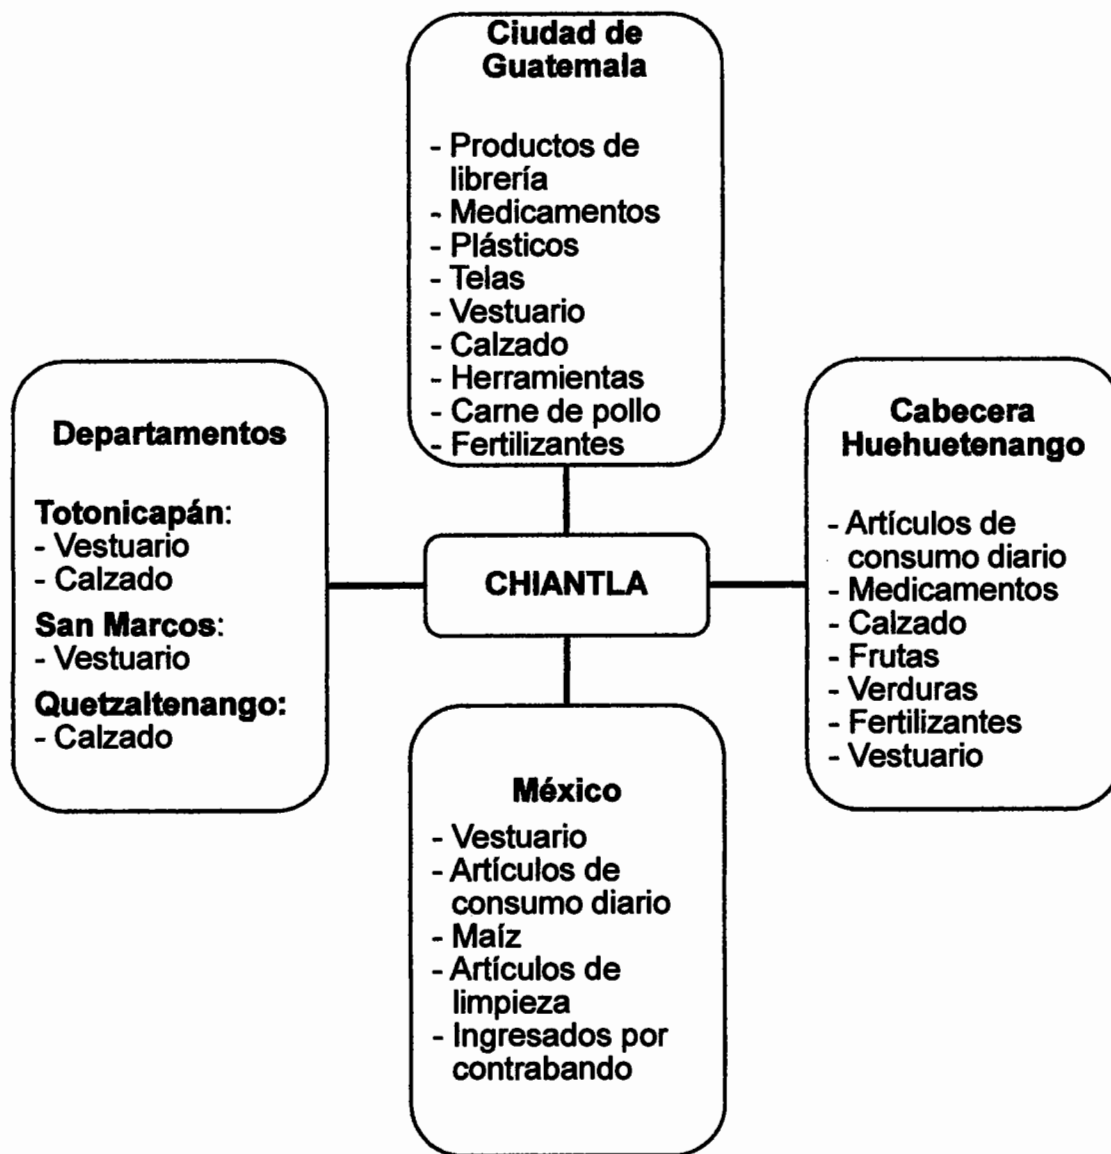 Ciudad de
Guatemala
- Productos de
librería
- Medicamentos
- Plásticos
- Telas
- Vestuario
- Calzado
- Herramientas
- Carne de pollo
- Fertilizantes
Departamentos
Totonicapán:
- Vestuario
- Calzado
San Marcos:
- Vestuario
Quetzaltenango:
- Calzado
CHIANTLA
Cabecera
Huehuetenango
- Artículos de
consumo diario
- Medicamentos
- Calzado
- Frutas
- Verduras
- Fertilizantes
- Vestuario
México
- Vestuario
- Artículos de
consumo diario
- Maíz
- Artículos de
limpieza
- Ingresados por
contrabando